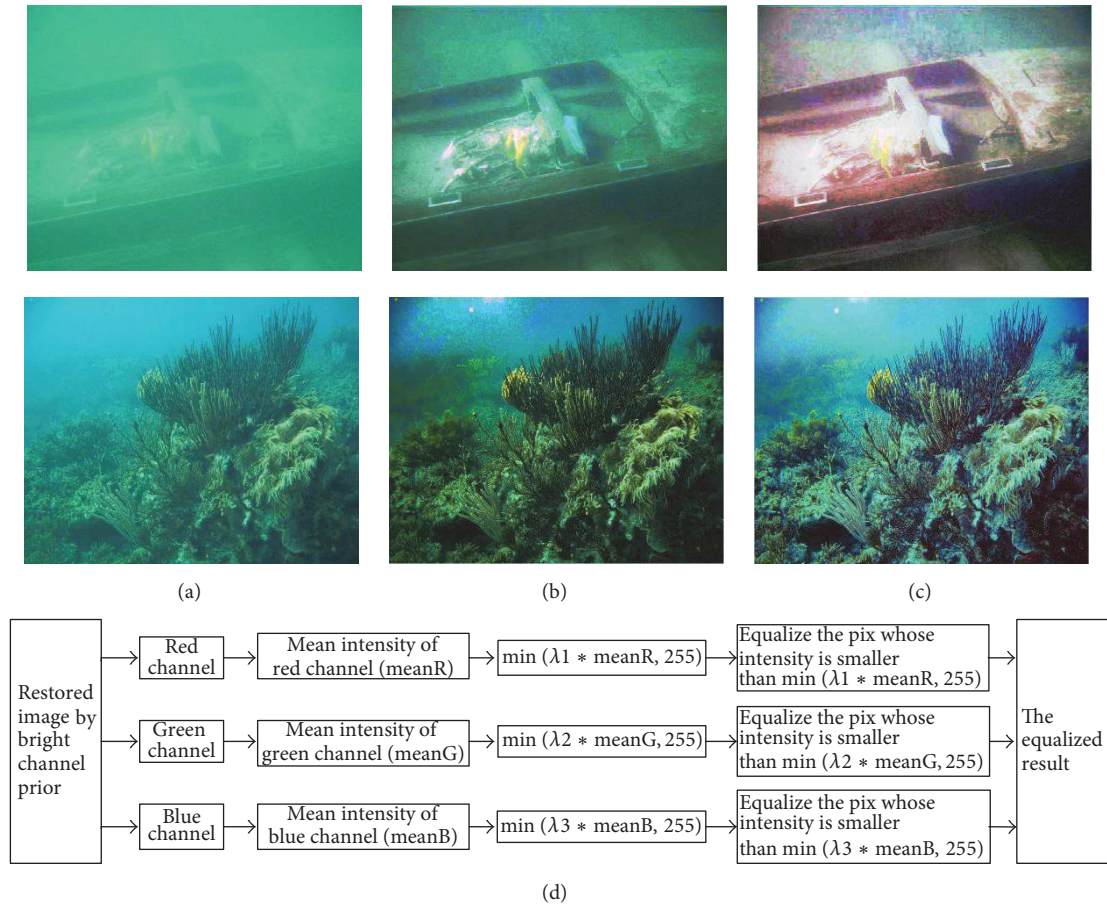 (a)
(b)
(c)
Restored
image by
bright
channel
prior
Red
channel
Mean intensity of
red channel (meanR)
min (λ1 * meanR, 255)
Equalize the pix whose
intensity is smaller
than min (λ1 * meanR, 255)
Green
channel
Mean intensity of
green channel (meanG)
min (λ2 * meanG, 255)
Equalize the pix whose
intensity is smaller
than min (λ2 * meanG, 255)
Blue
channel
Mean intensity of
blue channel (meanB)
min (λ3 * meanB, 255)
Equalize the pix whose
intensity is smaller
than min (λ3 * meanB, 255)
The
equalized
result
(d)